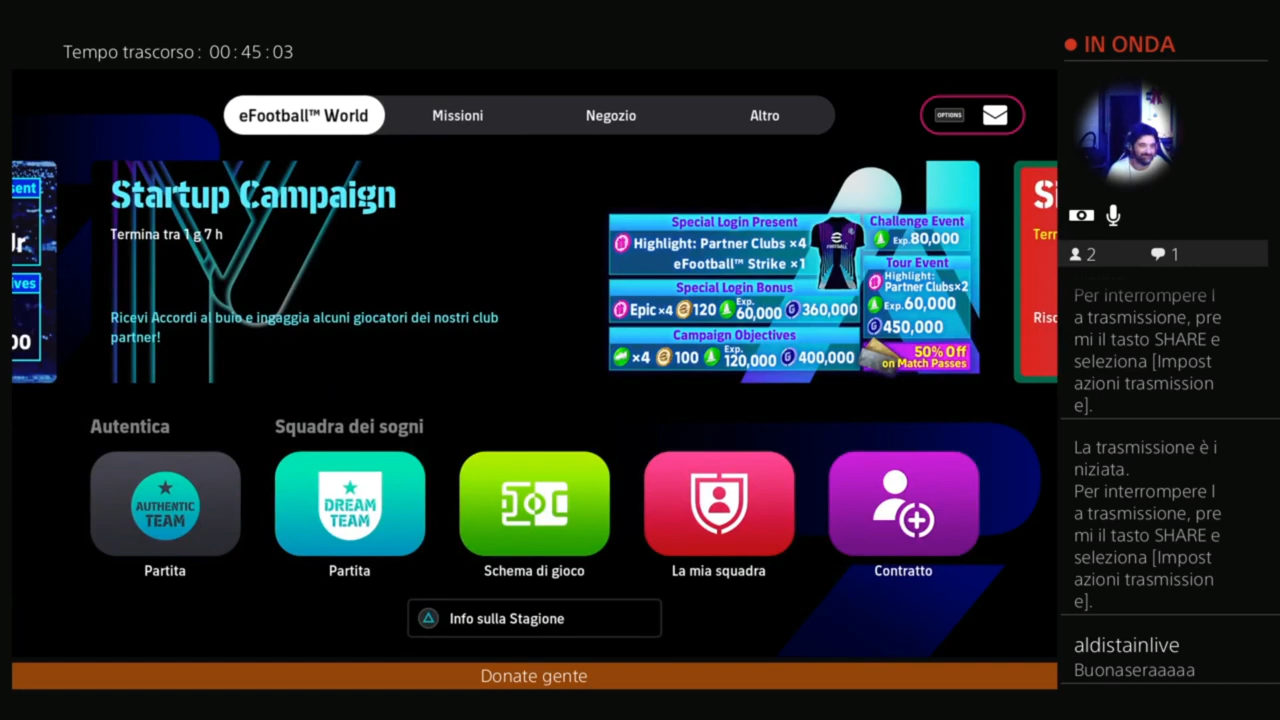 Tempo trascorso: 00:45:03
IN ONDA
eFootball™ World
Missioni
Negozio
Altro
OPTIONS
ent
Jr
ives
00
Startup Campaign
Termina tra 1 g 7 h
Ricevi Accordi al buio e ingaggia alcuni giocatori dei nostri club
partner!
Special Login Present
Highlight: Partner Clubs ×4
eFootball™ Strike ×1
Special Login Bonus
Epic×4 120 Exp. 60,000 360,000
Campaign Objectives
×4 100 Exp. 120,000 400,000
Challenge Event
Exp. 80,000
Tour Event
Highlight:
Partner Clubs×2
Exp. 60,000
450,000
50% Off
on Match Passes
Autentica
Squadra dei sogni
AUTHENTIC
TEAM
DREAM
TEAM
Partita
Partita
Schema di gioco
La mia squadra
Contratto
Info sulla Stagione
Donate gente
2
1
Per interrompere l
a trasmissione, pre
mi il tasto SHARE e
seleziona [Impost
azioni trasmission
e].
La trasmissione è i
niziata.
Per interrompere l
a trasmissione, pre
mi il tasto SHARE e
seleziona [Impost
azioni trasmission
e].
aldistainlive
Buonaseraaaaa